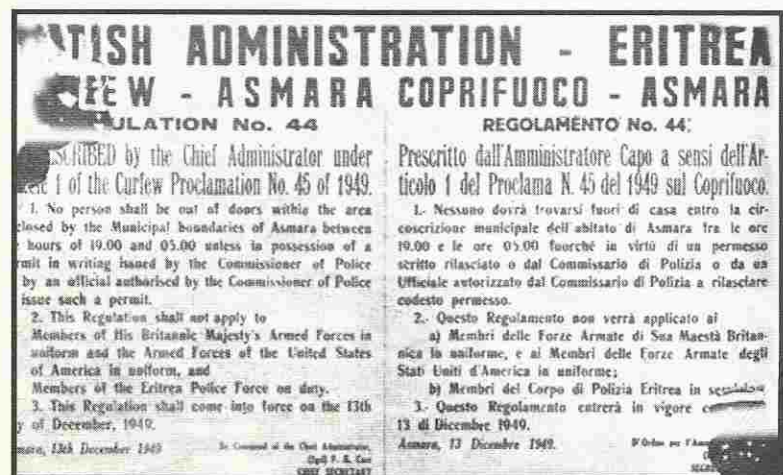 ADMINISTRATION - ERITREA
- ASMARA COPRIFUOCO - ASMARA
No. 44
by the Chief Administrator under
1 of the Curfew Proclamation No. 45 of 1949.
1. No person shall be out of doors within the area
by the Municipal boundaries of Asmara between
hours of 19.00 and 05.00 unless in possession of a
in writing issued by the Commissioner of Police
by an official authorised by the Commissioner of Police
issue such a permit.
2. This Regulation shall not apply to
Members of His Britannic Majesty's Armed Forces in
uniform and the Armed Forces of the United States
of America in uniform, and
Members of the Eritrea Police Force on duty.
3. This Regulation shall come into force on the 13th
of December, 1949.
13th December 1949
of the Chief Administrator,
CHIEF SECRETARY
REGOLAMENTO No. 44.
Prescritto dall'Amministratore Capo a sensi dell'Ar-
ticolo 1 del Proclama N. 45 del 1949 sul Coprifuoco.
1.- Nessuno dovrà trovarsi fuori di casa entro la cir-
coscrizione municipale dell'abitato di Asmara fra le ore
19.00 e le ore 05.00 fuorchè in virtù di un permesso
scritto rilasciato o dal Commissario di Polizia o da un
Ufficiale autorizzato dal Commissario di Polizia a rilasciare
codesto permesso.
2.- Questo Regolamento non verrà applicato ai
a) Membri delle Forze Armate di Sua Maestà Britan-
nica in uniforme, e ai Membri delle Forze Armate degli
Stati Uniti d'America in uniforme;
b) Membri del Corpo di Polizia Eritrea in
3.- Questo Regolamento entrerà in vigore
13 di Dicembre 1949.
Asmara, 13 Dicembre 1949.